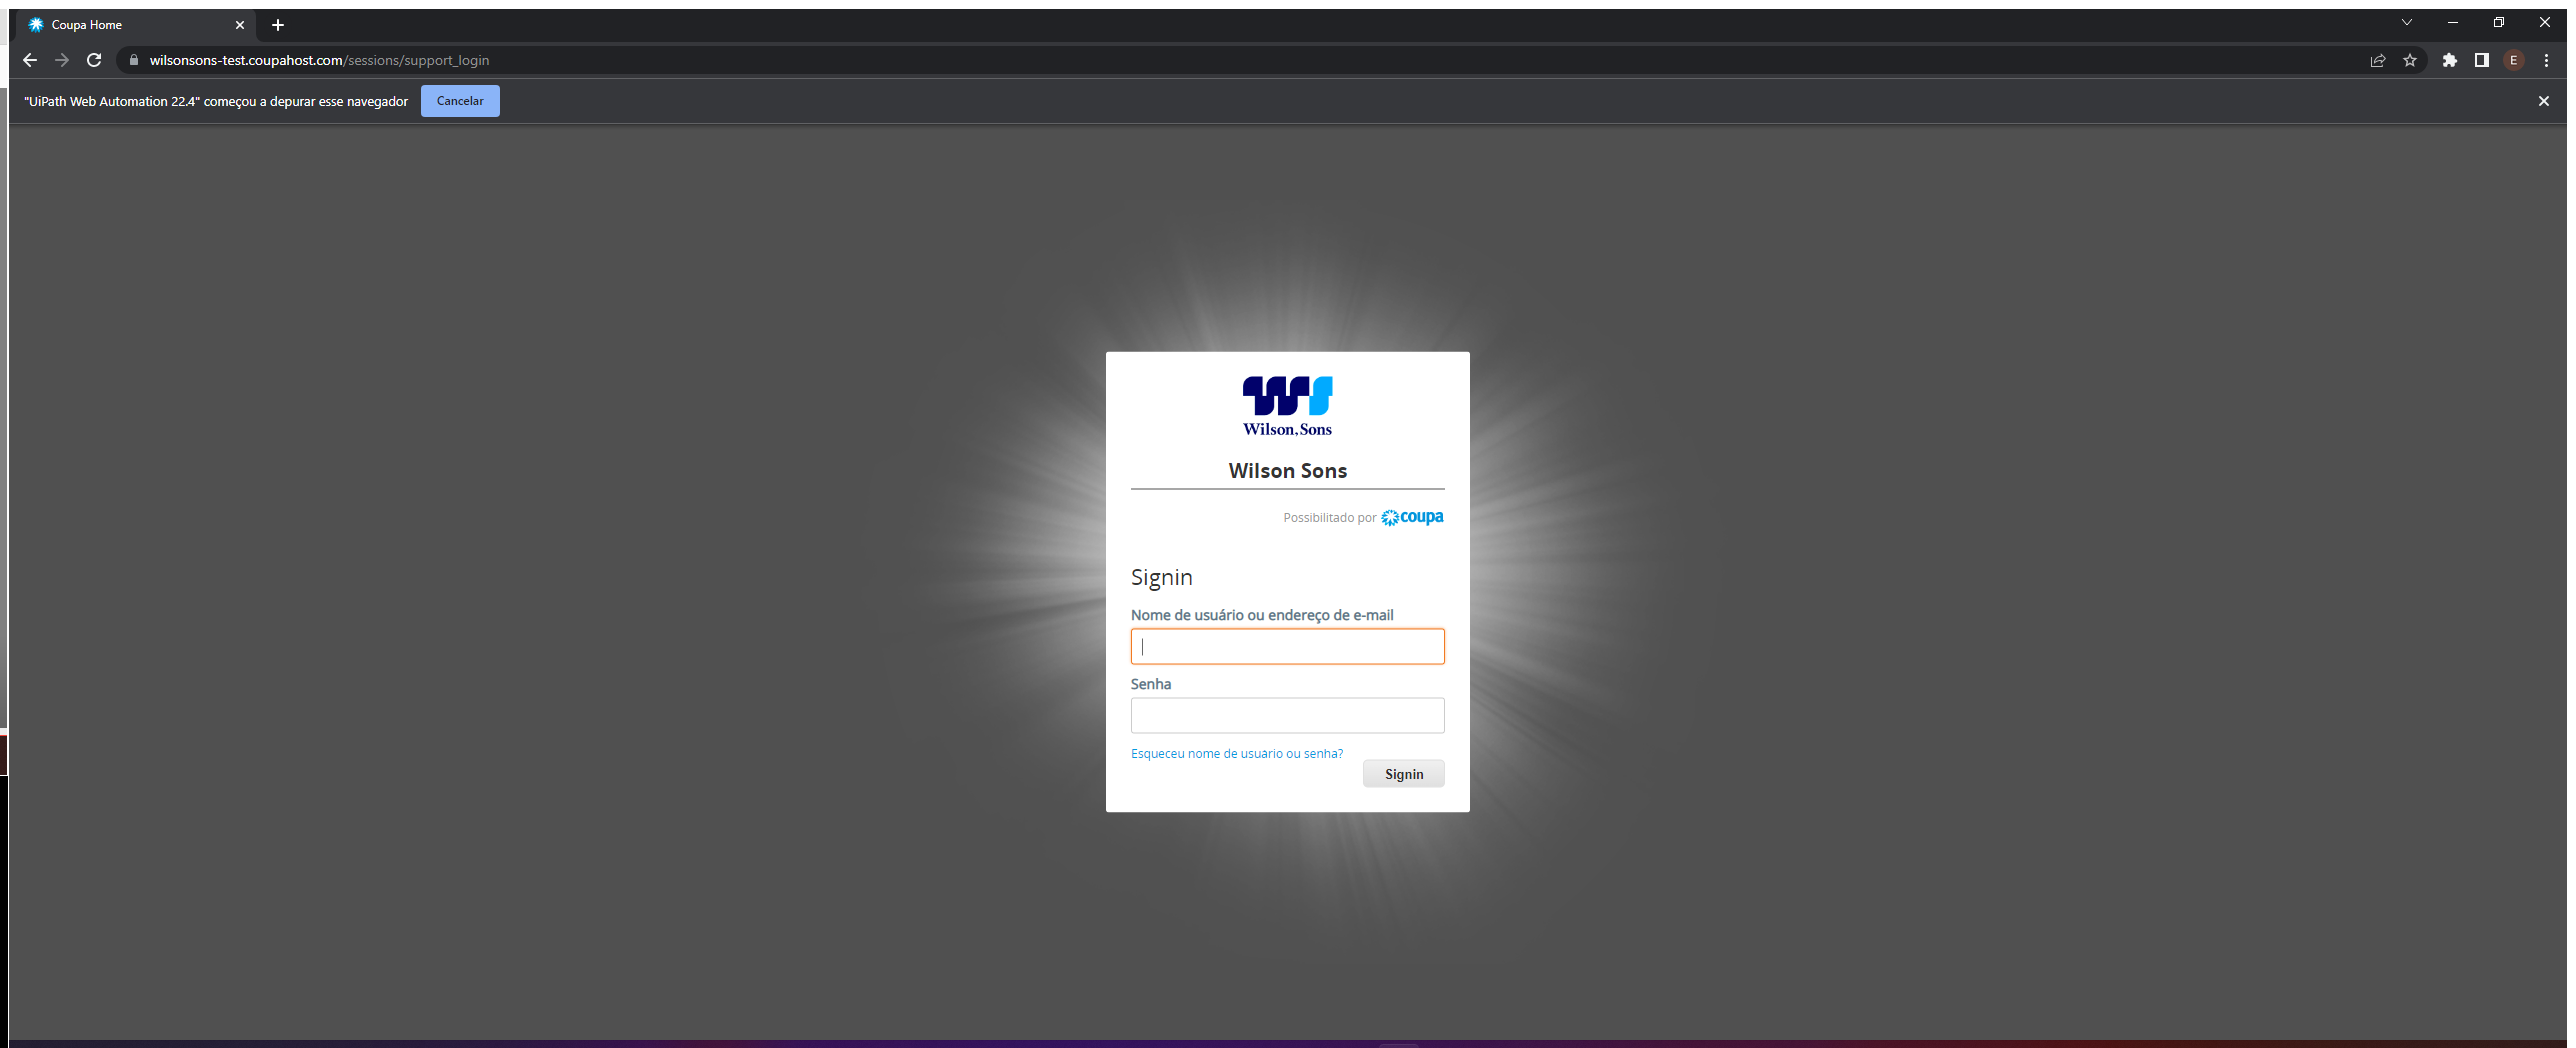 Coupa Home
wilsonsons-test.coupahost.com/sessions/support_login
E
"UiPath Web Automation 22.4" começou a depurar esse navegador
Cancelar
Wilson, Sons
Wilson Sons
Possibilitado por coupa
Signin
Nome de usuário ou endereço de e-mail
Senha
Esqueceu nome de usuário ou senha?
Signin